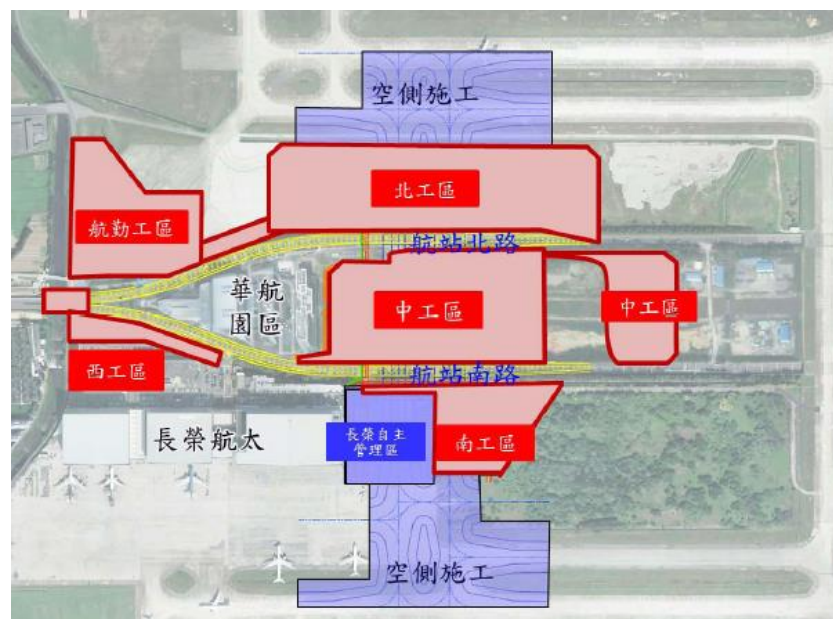 空側施工
北工區
航勤工區
航站北路
華航
園區
中工區
中工區
西工區
航站南路
長榮航太
長榮自主
管理區
南工區
空側施工